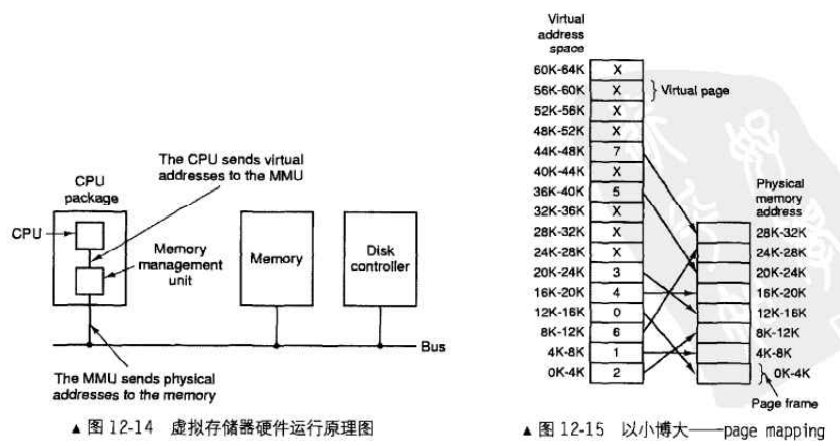 The CPU sends virtual
addresses to the MMU
CPU
package
CPU
Memory
management
unit
Memory
Disk
controller
Bus
The MMU sends physical
addresses to the memory
▲图 12-14 虚拟存储器硬件运行原理图
Virtual
address
space
60K-64K X
56K-60K X
Virtual page
52K-56K X
48K-52K X
44K-48K 7
40K-44K X
36K-40K 5
32K-36K X
28K-32K X
24K-28K X
20K-24K 3
16K-20K 4
12K-16K 0
8K-12K 6
4K-8K 1
0K-4K 2
Physical
memory
address
28K-32K
24K-28K
20K-24K
16K-20K
12K-16K
8K-12K
4K-8K
0K-4K
Page frame
▲图 12-15 以小博大——page mapping